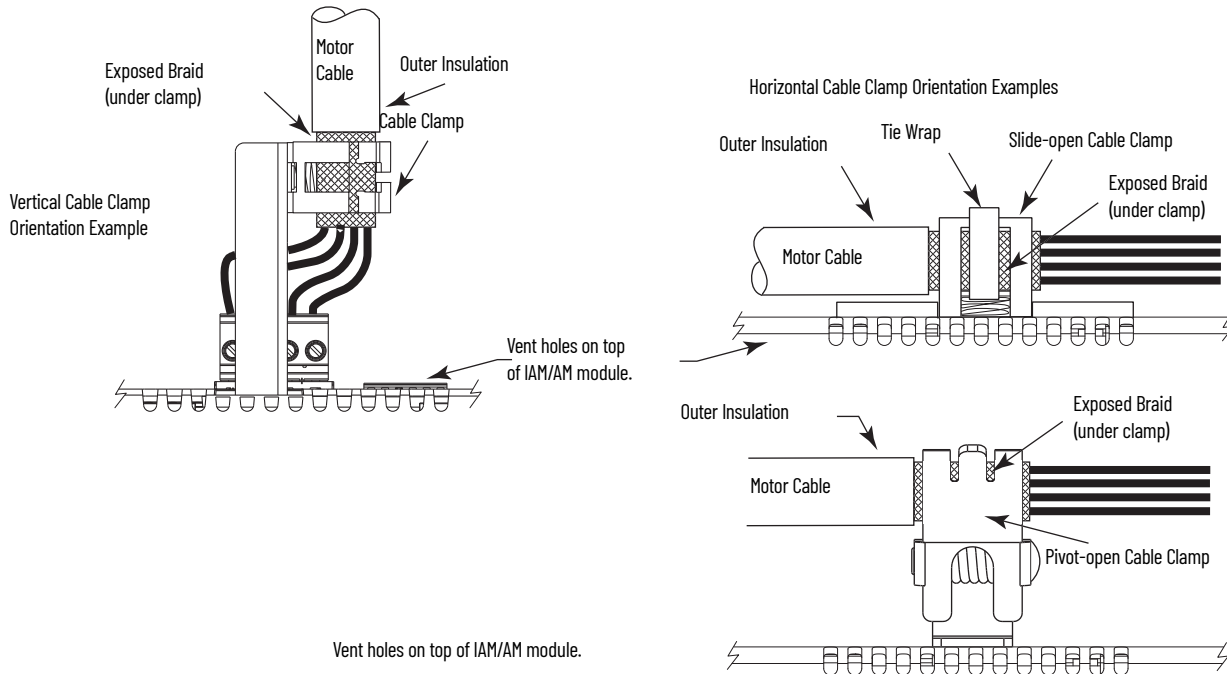 Motor
Cable
Exposed Braid
(under clamp)
Outer Insulation
Cable Clamp
Vertical Cable Clamp
Orientation Example
Vent holes on top
of IAM/AM module.
Horizontal Cable Clamp Orientation Examples
Tie Wrap
Outer Insulation
Slide-open Cable Clamp
Exposed Braid
(under clamp)
Motor Cable
Outer Insulation
Exposed Braid
(under clamp)
Motor Cable
Pivot-open Cable Clamp
Vent holes on top of IAM/AM module.